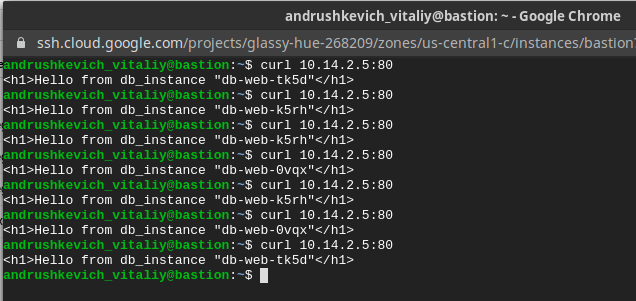 andrushkevich_vitaliy@bastion: ~ - Google Chrome
ssh.cloud.google.com/projects/glassy-hue-268209/zones/us-central1-c/instances/bastion?
andrushkevich_vitaliy@bastion:~$ curl 10.14.2.5:80
<h1>Hello from db_instance "db-web-tk5d"</h1>
andrushkevich_vitaliy@bastion:~$ curl 10.14.2.5:80
<h1>Hello from db_instance "db-web-k5rh"</h1>
andrushkevich_vitaliy@bastion:~$ curl 10.14.2.5:80
<h1>Hello from db_instance "db-web-k5rh"</h1>
andrushkevich_vitaliy@bastion:~$ curl 10.14.2.5:80
<h1>Hello from db_instance "db-web-0vqx"</h1>
andrushkevich_vitaliy@bastion:~$ curl 10.14.2.5:80
<h1>Hello from db_instance "db-web-k5rh"</h1>
andrushkevich_vitaliy@bastion:~$ curl 10.14.2.5:80
<h1>Hello from db_instance "db-web-0vqx"</h1>
andrushkevich_vitaliy@bastion:~$ curl 10.14.2.5:80
<h1>Hello from db_instance "db-web-tk5d"</h1>
andrushkevich_vitaliy@bastion:~$